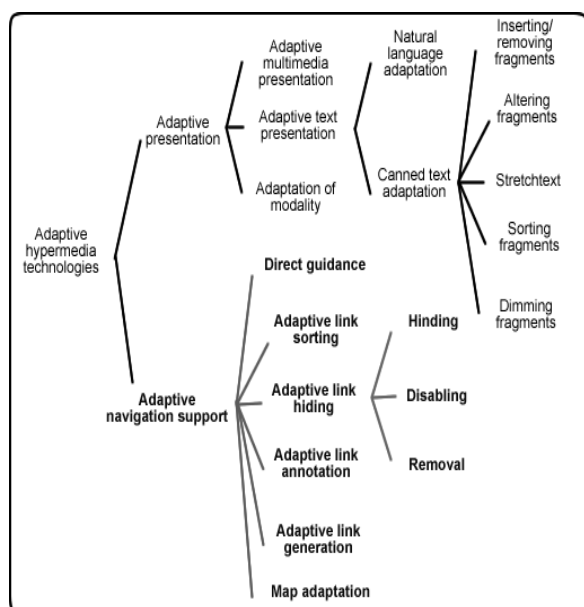 Adaptive
hypermedia
technologies
Adaptive
presentation
Adaptive
multimedia
presentation
Adaptive text
presentation
Adaptation of
modality
Natural
language
adaptation
Canned text
adaptation
Inserting/
removing
fragments
Altering
fragments
Stretchtext
Sorting
fragments
Dimming
fragments
Adaptive
navigation support
Direct guidance
Adaptive link
sorting
Adaptive link
hiding
Adaptive link
annotation
Adaptive link
generation
Map adaptation
Hinding
Disabling
Removal